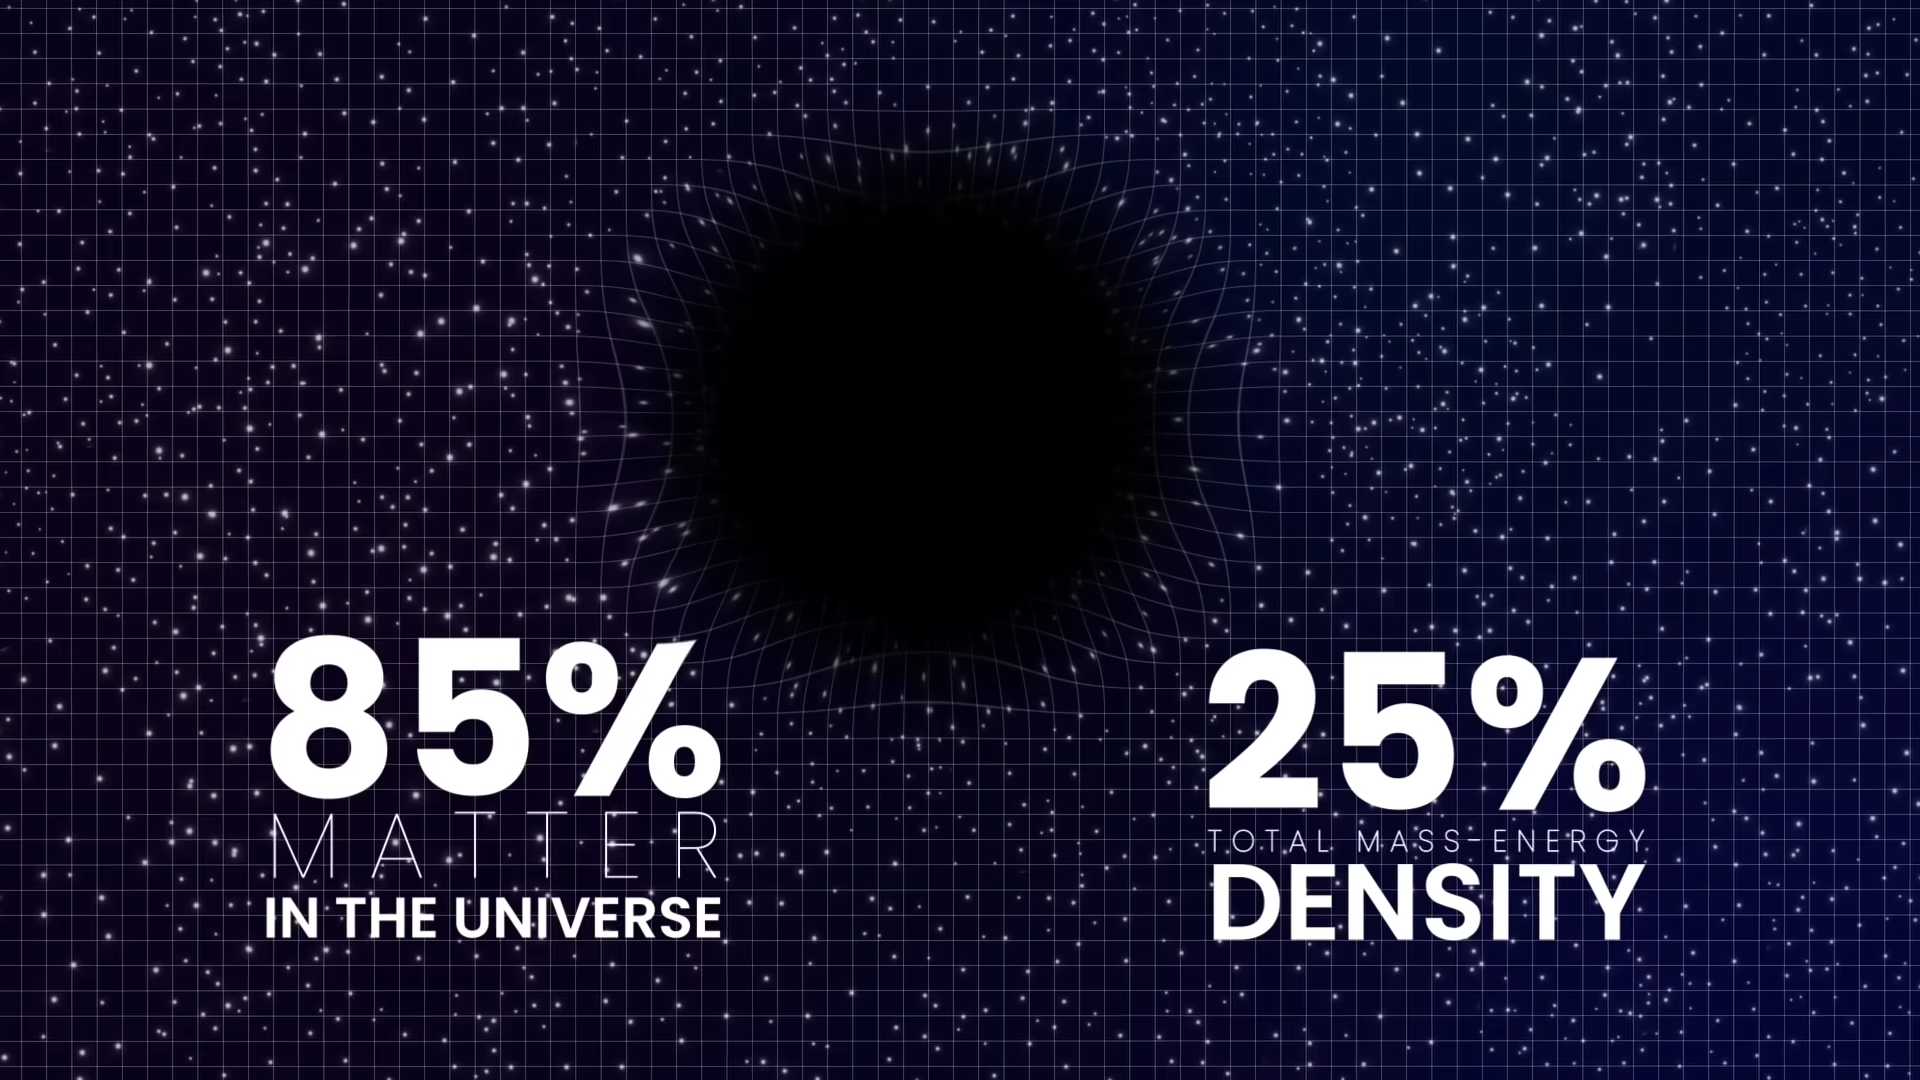 85%
MATTER
IN THE UNIVERSE
25%
TOTAL MASS-ENERGY
DENSITY